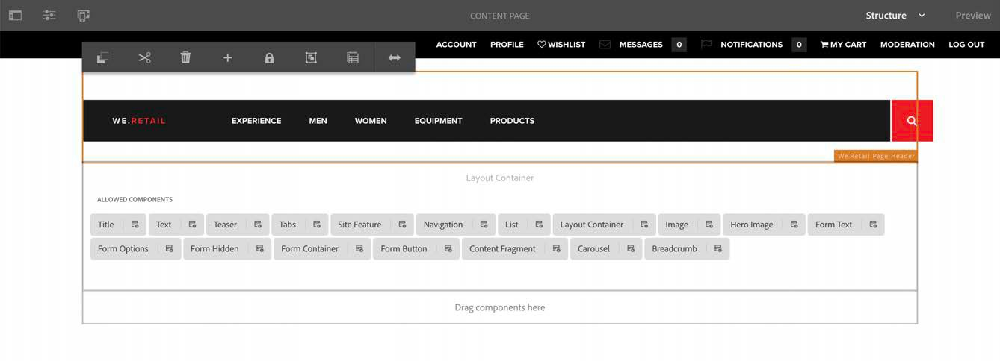 CONTENT PAGE Structure Preview
ACCOUNT PROFILE WISHLIST MESSAGES 0 NOTIFICATIONS 0 MY CART MODERATION LOG OUT
WE.RETAIL EXPERIENCE MEN WOMEN EQUIPMENT PRODUCTS
We.Retail Page Header
Layout Container
ALLOWED COMPONENTS
Title Text Teaser Tabs Site Feature Navigation List Layout Container Image Hero Image Form Text
Form Options Form Hidden Form Container Form Button Content Fragment Carousel Breadcrumb
Drag components here